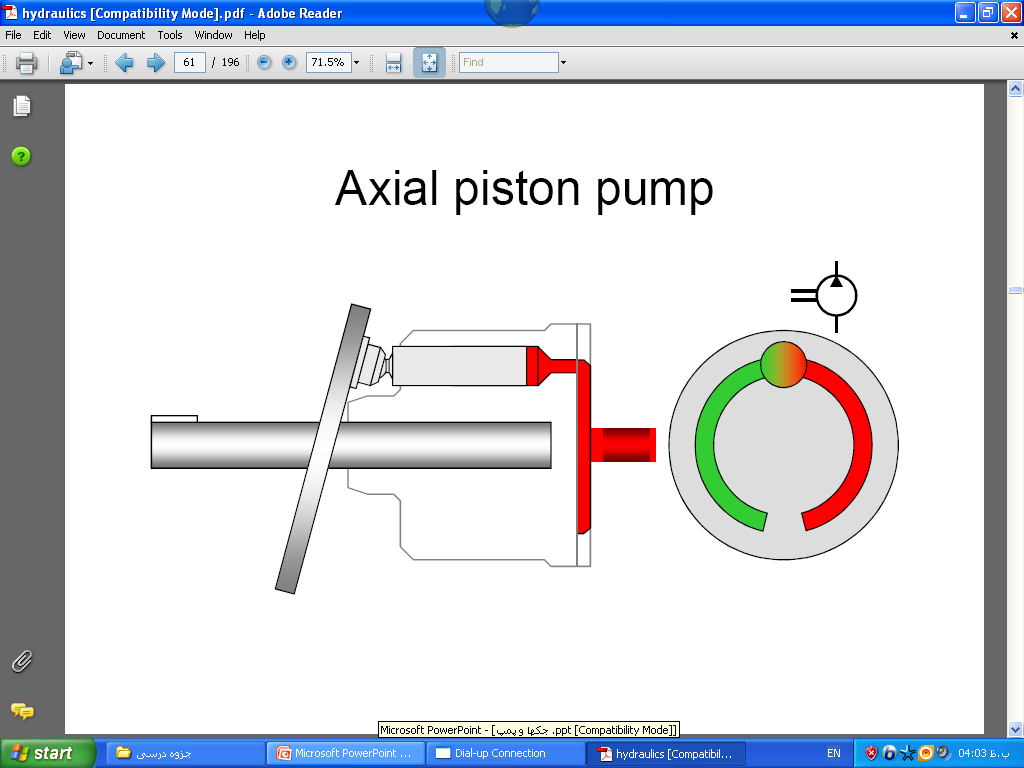 hydraulics [Compatibility Mode].pdf - Adobe Reader
File Edit View Document Tools Window Help
61 / 196 71.5% Find
Axial piston pump
Microsoft PowerPoint - [جكها و پمپ .ppt [Compatibility Mode]]
start جزوه درسی Microsoft PowerPoint ... Dial-up Connection hydraulics [Compatibil... EN 04:03 ب.ظ